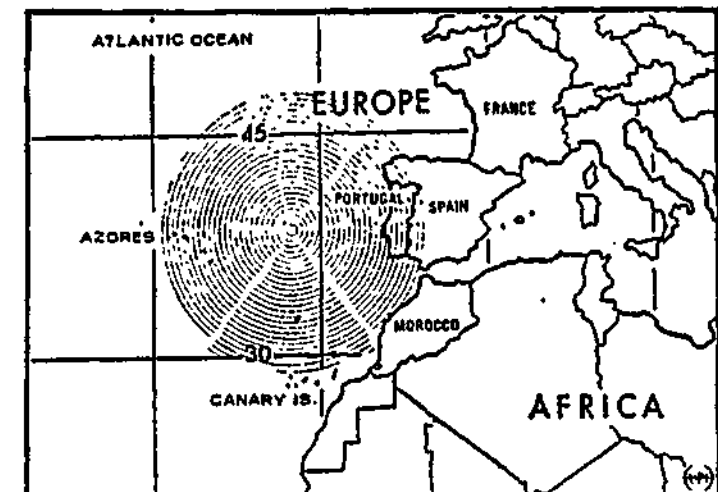 ATLANTIC OCEAN
EUROPE
FRANCE
45
PORTUGAL
SPAIN
AZORES
MOROCCO
30
CANARY IS.
AFRICA